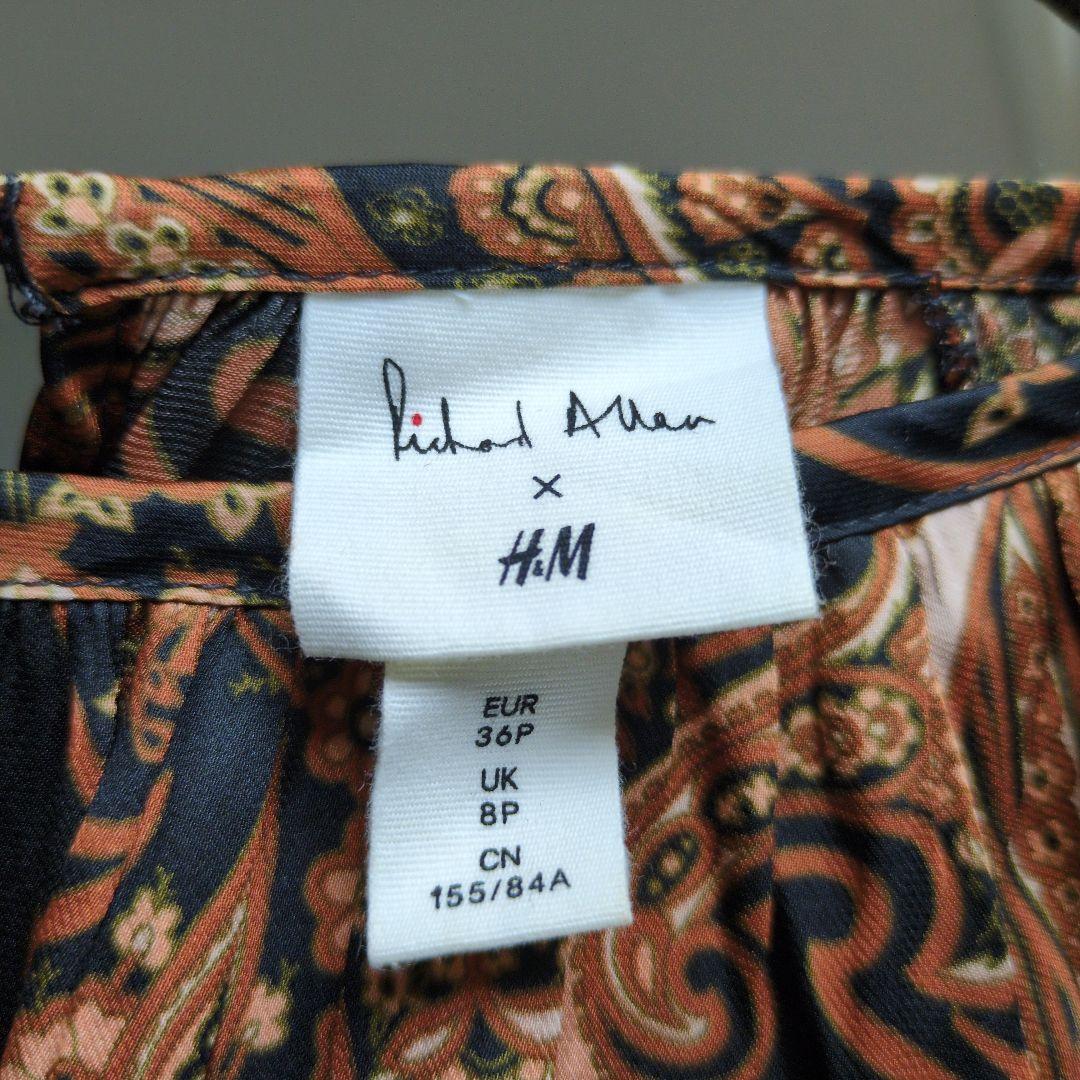 Richard Allan
×
H&M
EUR
36P
UK
8P
CN
155/84A